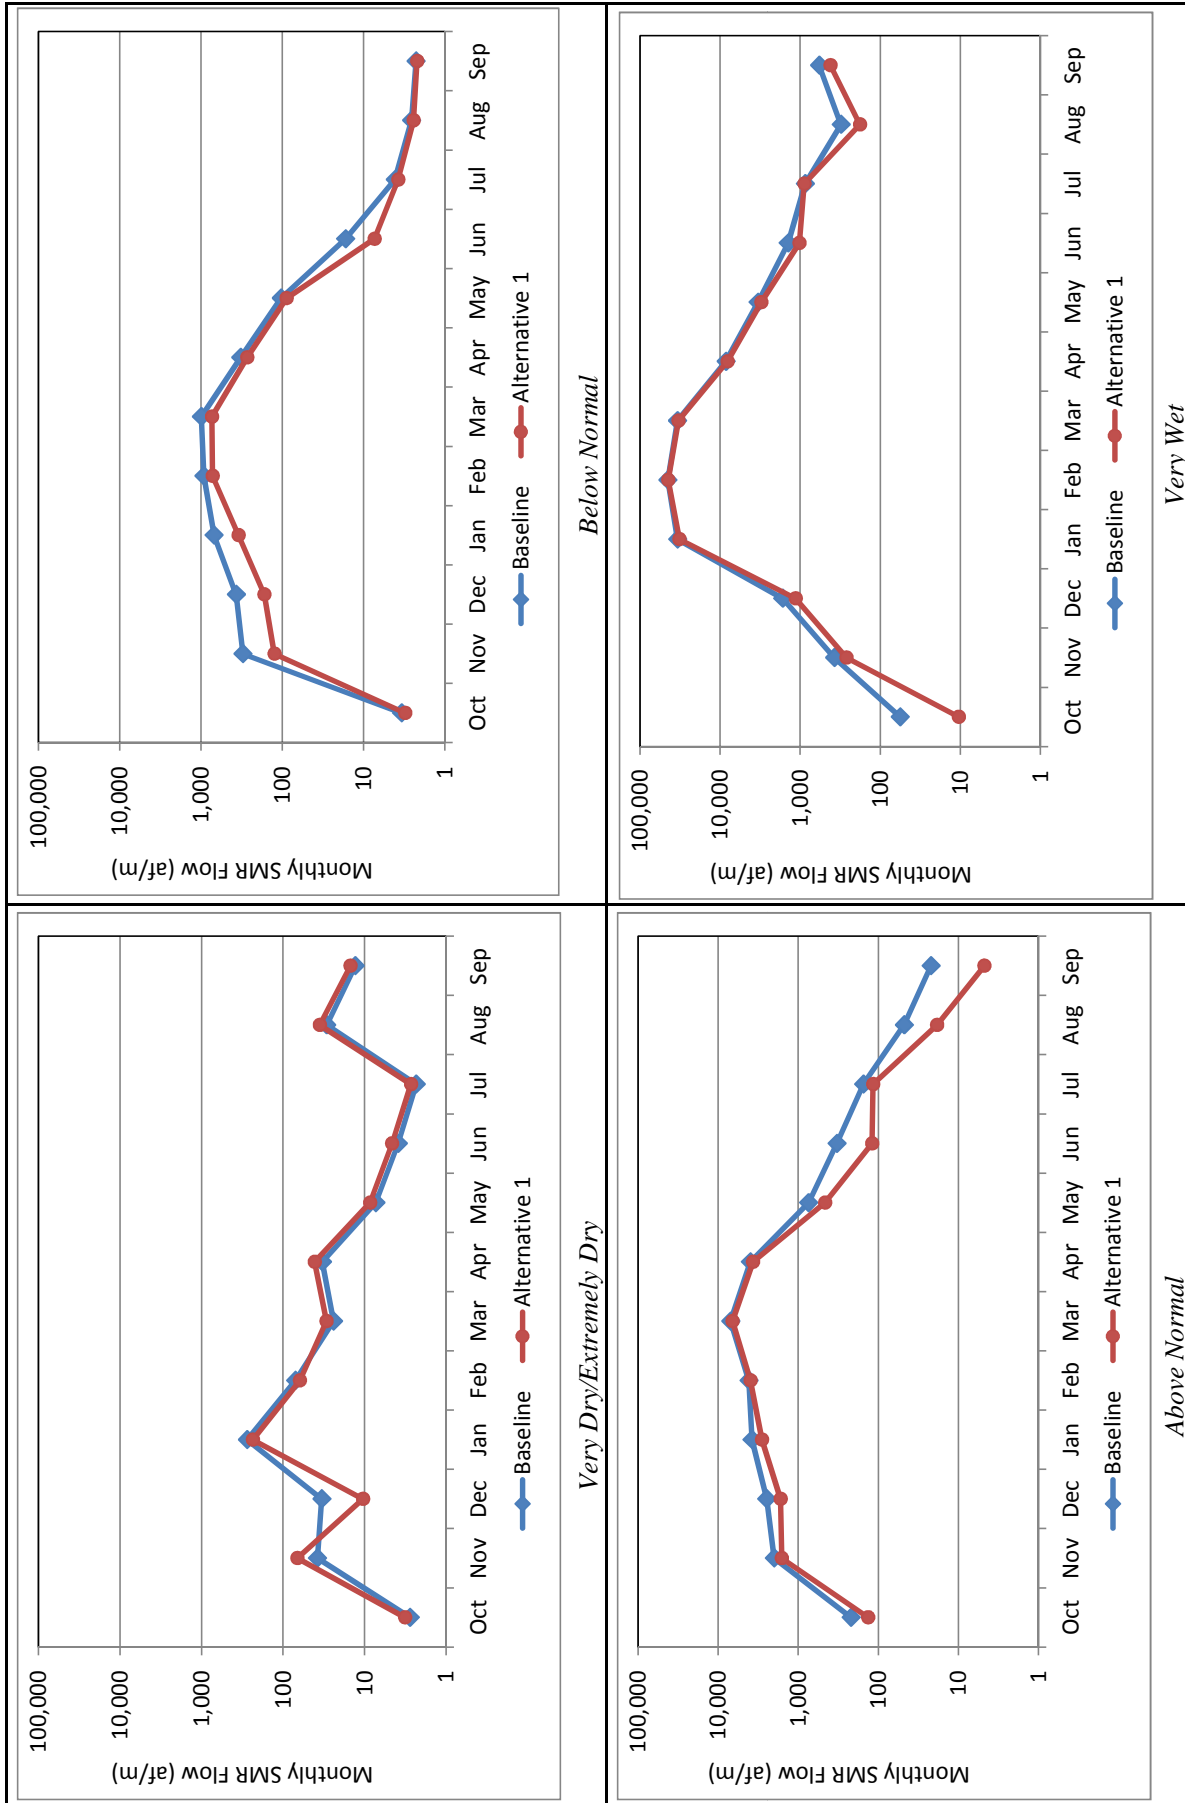 100,000
10,000
1,000
100
10
1
Monthly SMR Flow (af/m)
Oct Nov Dec Jan Feb Mar Apr May Jun Jul Aug Sep
Baseline Alternative 1
Very Dry/Extremely Dry
100,000
10,000
1,000
100
10
1
Monthly SMR Flow (af/m)
Oct Nov Dec Jan Feb Mar Apr May Jun Jul Aug Sep
Baseline Alternative 1
Below Normal
100,000
10,000
1,000
100
10
1
Monthly SMR Flow (af/m)
Oct Nov Dec Jan Feb Mar Apr May Jun Jul Aug Sep
Baseline Alternative 1
Above Normal
100,000
10,000
1,000
100
10
1
Monthly SMR Flow (af/m)
Oct Nov Dec Jan Feb Mar Apr May Jun Jul Aug Sep
Baseline Alternative 1
Very Wet